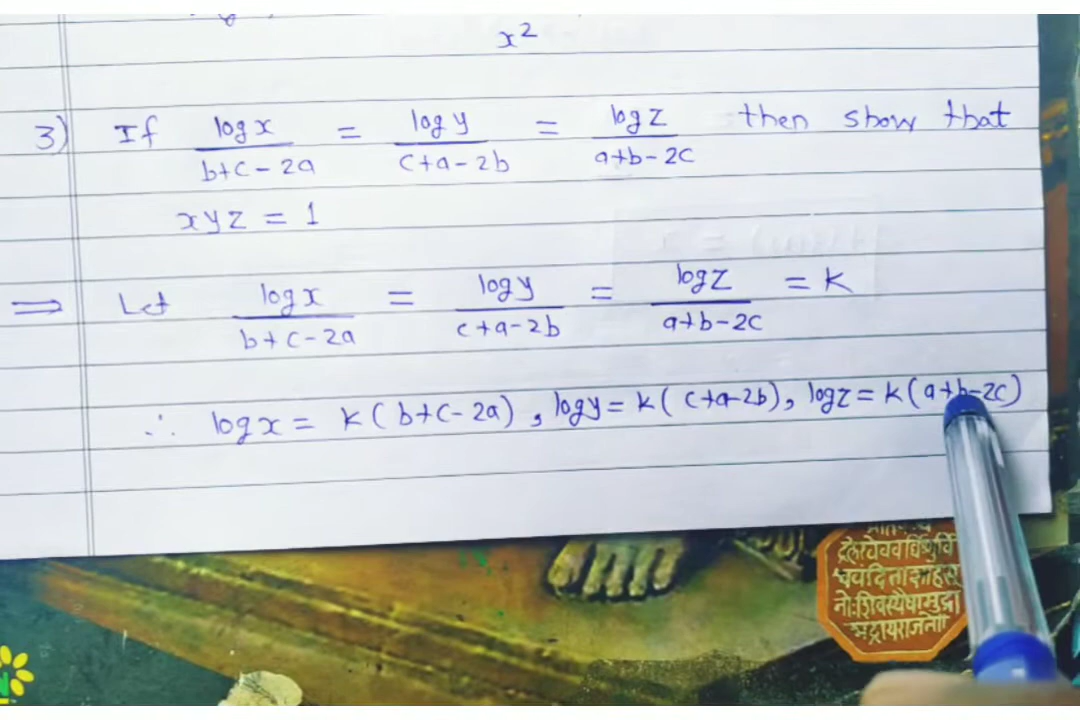 x²
3) If log x / b+c-2a = log y / c+a-2b = log z / a+b-2c then show that
xyz = 1
⇒ Let log x / b+c-2a = log y / c+a-2b = log z / a+b-2c = k
∴ log x = k(b+c-2a), log y = k(c+a-2b), log z = k(a+b-2c)